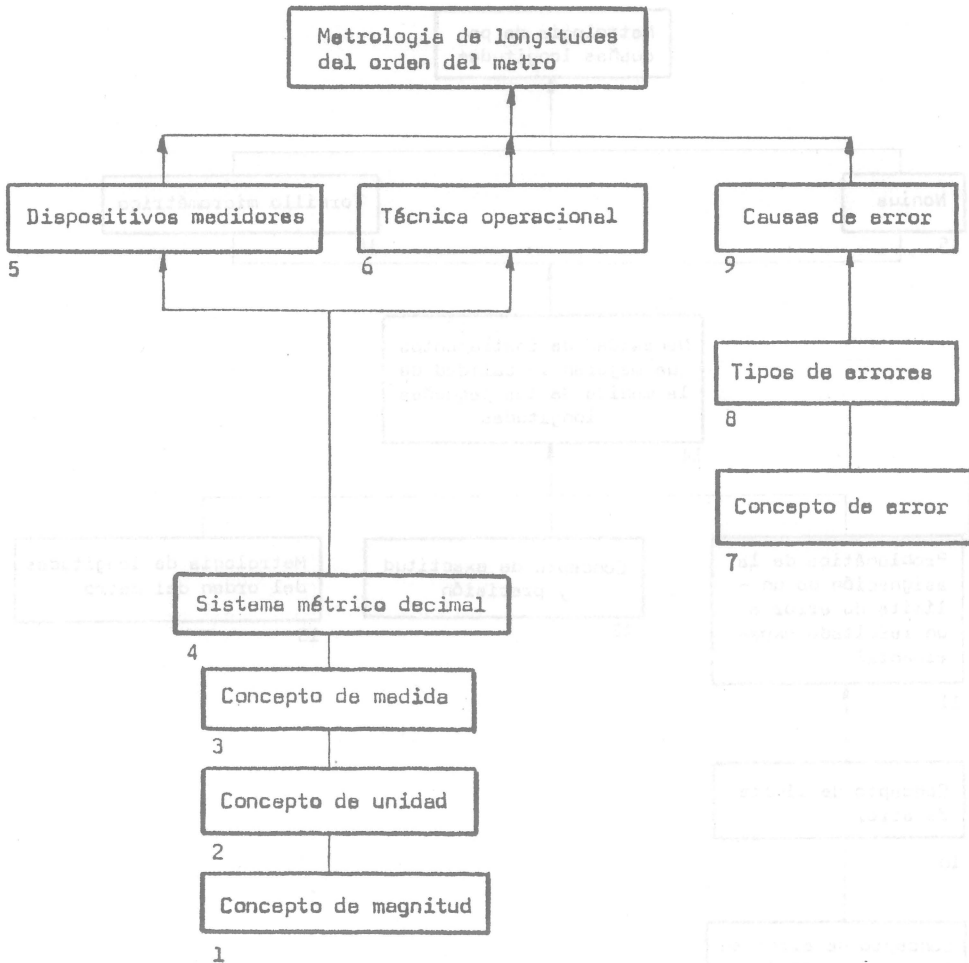 Metrologia de longitudes
del orden del metro
Dispositivos medidores
5
Técnica operacional
6
Causas de error
9
Tipos de errores
8
Concepto de error
7
Sistema métrico decimal
4
Concepto de medida
3
Concepto de unidad
2
Concepto de magnitud
1